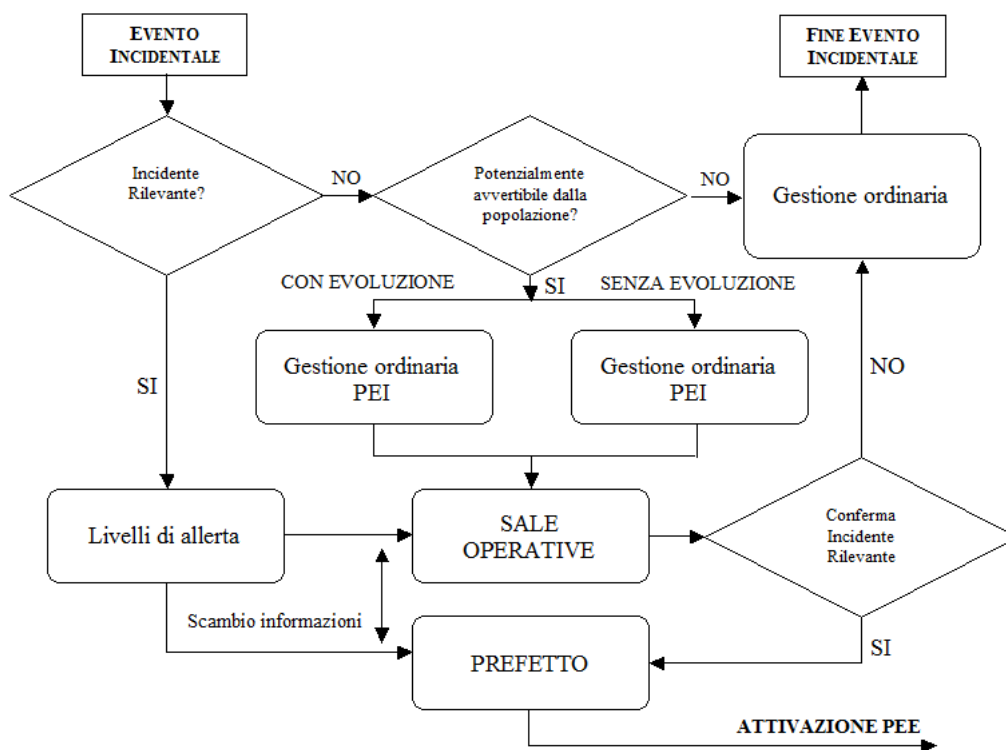 EVENTO
INCIDENTALE
FINE EVENTO
INCIDENTALE
Incidente
Rilevante?
NO
Potenzialmente
avvertibile dalla
popolazione?
NO
Gestione ordinaria
CON EVOLUZIONE
SI
SENZA EVOLUZIONE
Gestione ordinaria
PEI
Gestione ordinaria
PEI
SI
NO
Livelli di allerta
SALE
OPERATIVE
Conferma
Incidente
Rilevante
Scambio informazioni
PREFETTO
SI
ATTIVAZIONE PEE